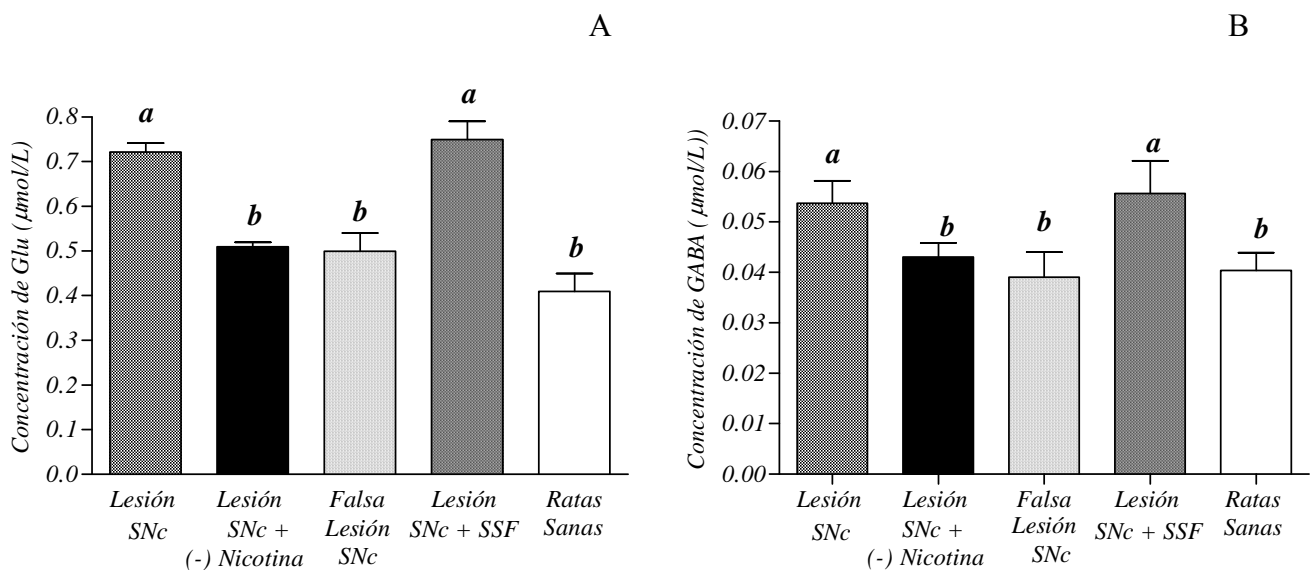 A
Concentración de Glu ( μmol/L)
0.8
0.7
0.6
0.5
0.4
0.3
0.2
0.1
0.0
a
b
b
a
b
Lesión
SNc
Lesión
SNc +
(-) Nicotina
Falsa
Lesión
SNc
Lesión
SNc + SSF
Ratas
Sanas
B
Concentración de GABA ( μmol/L))
0.07
0.06
0.05
0.04
0.03
0.02
0.01
0.00
a
b
b
a
b
Lesión
SNc
Lesión
SNc +
(-) Nicotina
Falsa
Lesión
SNc
Lesión
SNc + SSF
Ratas
Sanas